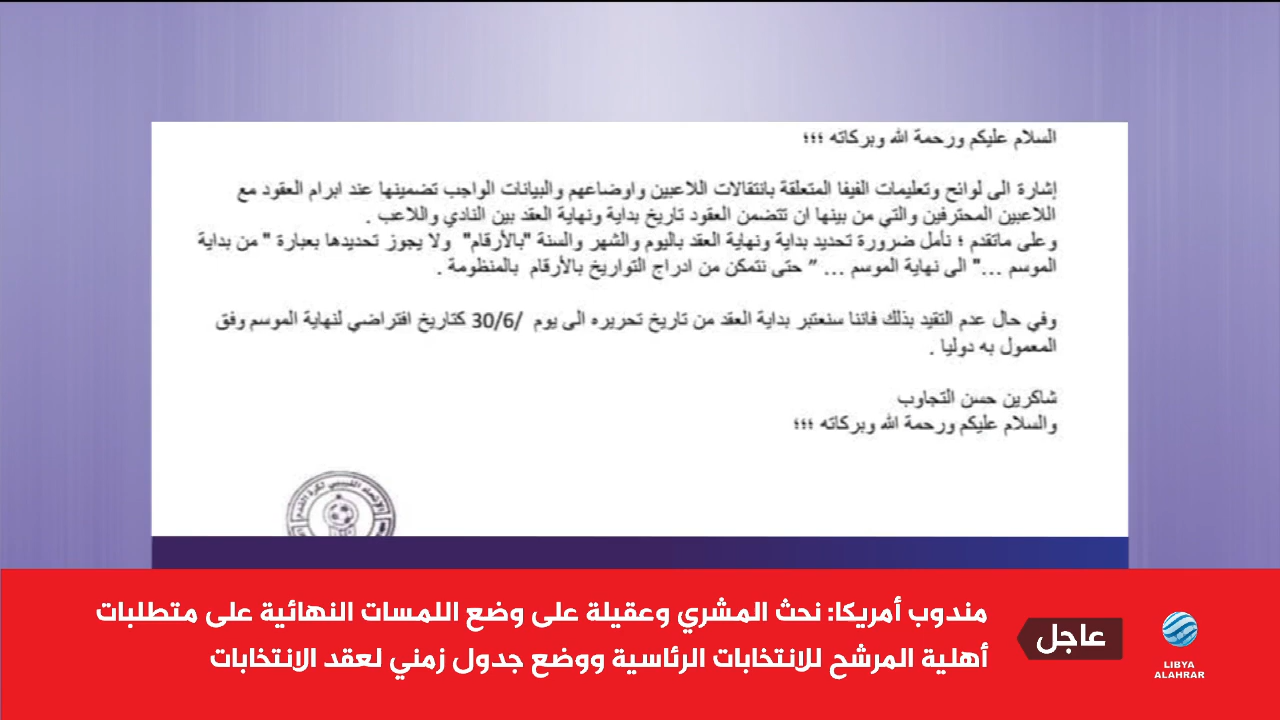 السلام عليكم ورحمة الله وبركاته ؛؛؛
إشارة الى لوائح وتعليمات الفيفا المتعلقة بانتقالات اللاعبين واوضاعهم والبيانات الواجب تضمينها عند ابرام العقود مع
اللاعبين المحترفين والتي من بينها ان تتضمن العقود تاريخ بداية ونهاية العقد بين النادي واللاعب .
وعلى ماتقدم ؛ نأمل ضرورة تحديد بداية ونهاية العقد باليوم والشهر والسنة "بالأرقام" ولا يجوز تحديدها بعبارة " من بداية
الموسم ..." الى نهاية الموسم ... " حتى نتمكن من ادراج التواريخ بالأرقام بالمنظومة .
وفي حال عدم التقيد بذلك فاننا سنعتبر بداية العقد من تاريخ تحريره الى يوم /30/6 كتاريخ افتراضي لنهاية الموسم وفق
المعمول به دوليا .
شاكرين حسن التجاوب
والسلام عليكم ورحمة الله وبركاته ؛؛؛
الإتحاد الليبي لكرة القدم
عاجل
مندوب أمريكا: نحث المشري وعقيلة على وضع اللمسات النهائية على متطلبات
أهلية المرشح للانتخابات الرئاسية ووضع جدول زمني لعقد الانتخابات
LIBYA
ALAHRAR